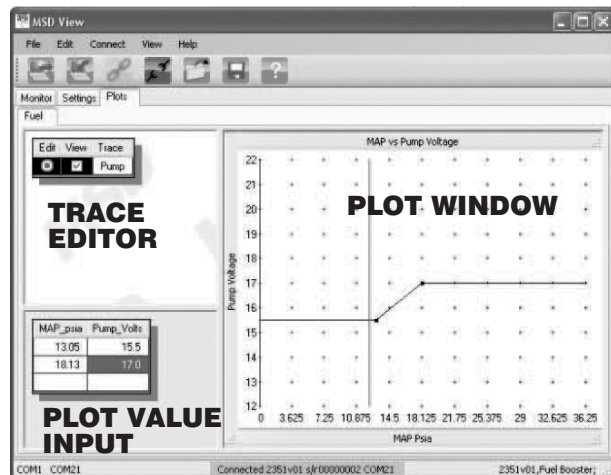 MSD View
File Edit Connect View Help
Monitor Settings Plots
Fuel
Edit View Trace
Pump
TRACE
EDITOR
MAP_psia Pump_Volts
13.05 15.5
18.13 17.0
PLOT VALUE
INPUT
MAP vs Pump Voltage
PLOT WINDOW
Pump Voltage
22
21
20
19
18
17
16
15
14
13
12
0 3.625 7.25 10.875 14.5 18.125 21.75 25.375 29 32.625 36.25
MAP Psia
COM1 COM21 Connected 2351v01 s/r00000002 COM21 2351v01,Fuel Booster;